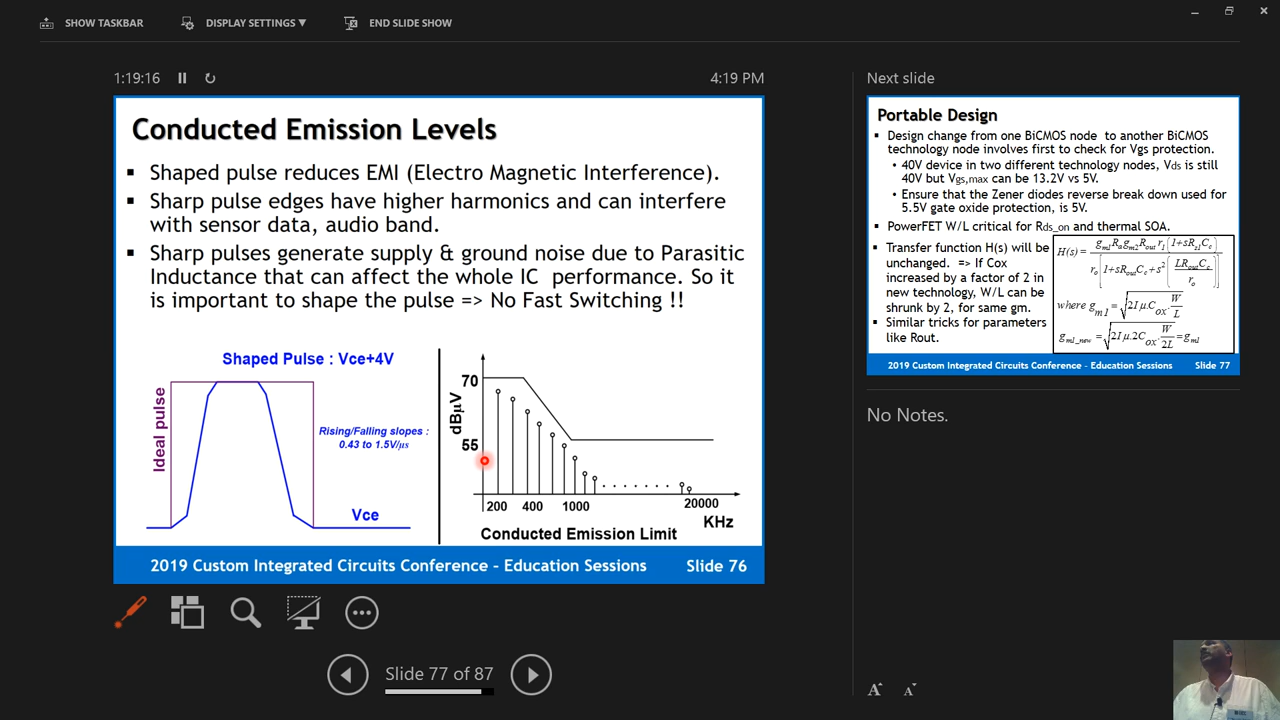 SHOW TASKBAR
DISPLAY SETTINGS ▼
END SLIDE SHOW
1:19:16
4:19 PM
Conducted Emission Levels
▪ Shaped pulse reduces EMI (Electro Magnetic Interference).
▪ Sharp pulse edges have higher harmonics and can interfere
with sensor data, audio band.
▪ Sharp pulses generate supply & ground noise due to Parasitic
Inductance that can affect the whole IC performance. So it
is important to shape the pulse => No Fast Switching !!
Shaped Pulse : Vce+4V
Ideal pulse
Rising/Falling slopes :
0.43 to 1.5V/µs
Vce
dBµV
70
55
200 400 1000 20000
KHz
Conducted Emission Limit
2019 Custom Integrated Circuits Conference - Education Sessions Slide 76
Slide 77 of 87
Next slide
Portable Design
▪ Design change from one BiCMOS node to another BiCMOS
technology node involves first to check for Vgs protection.
• 40V device in two different technology nodes, Vds is still
40V but Vgs,max can be 13.2V vs 5V.
• Ensure that the Zener diodes reverse break down used for
5.5V gate oxide protection, is 5V.
▪ PowerFET W/L critical for Rds_on and thermal SOA.
▪ Transfer function H(s) will be
unchanged. => If Cox
increased by a factor of 2 in
new technology, W/L can be
shrunk by 2, for same gm.
▪ Similar tricks for parameters
like Rout.
H(s) =
where gm1 = √2Iµ.Cox.W/L
gm1_new = √2Iµ.2Cox.W/2L = gm1
2019 Custom Integrated Circuits Conference - Education Sessions Slide 77
No Notes.
A A